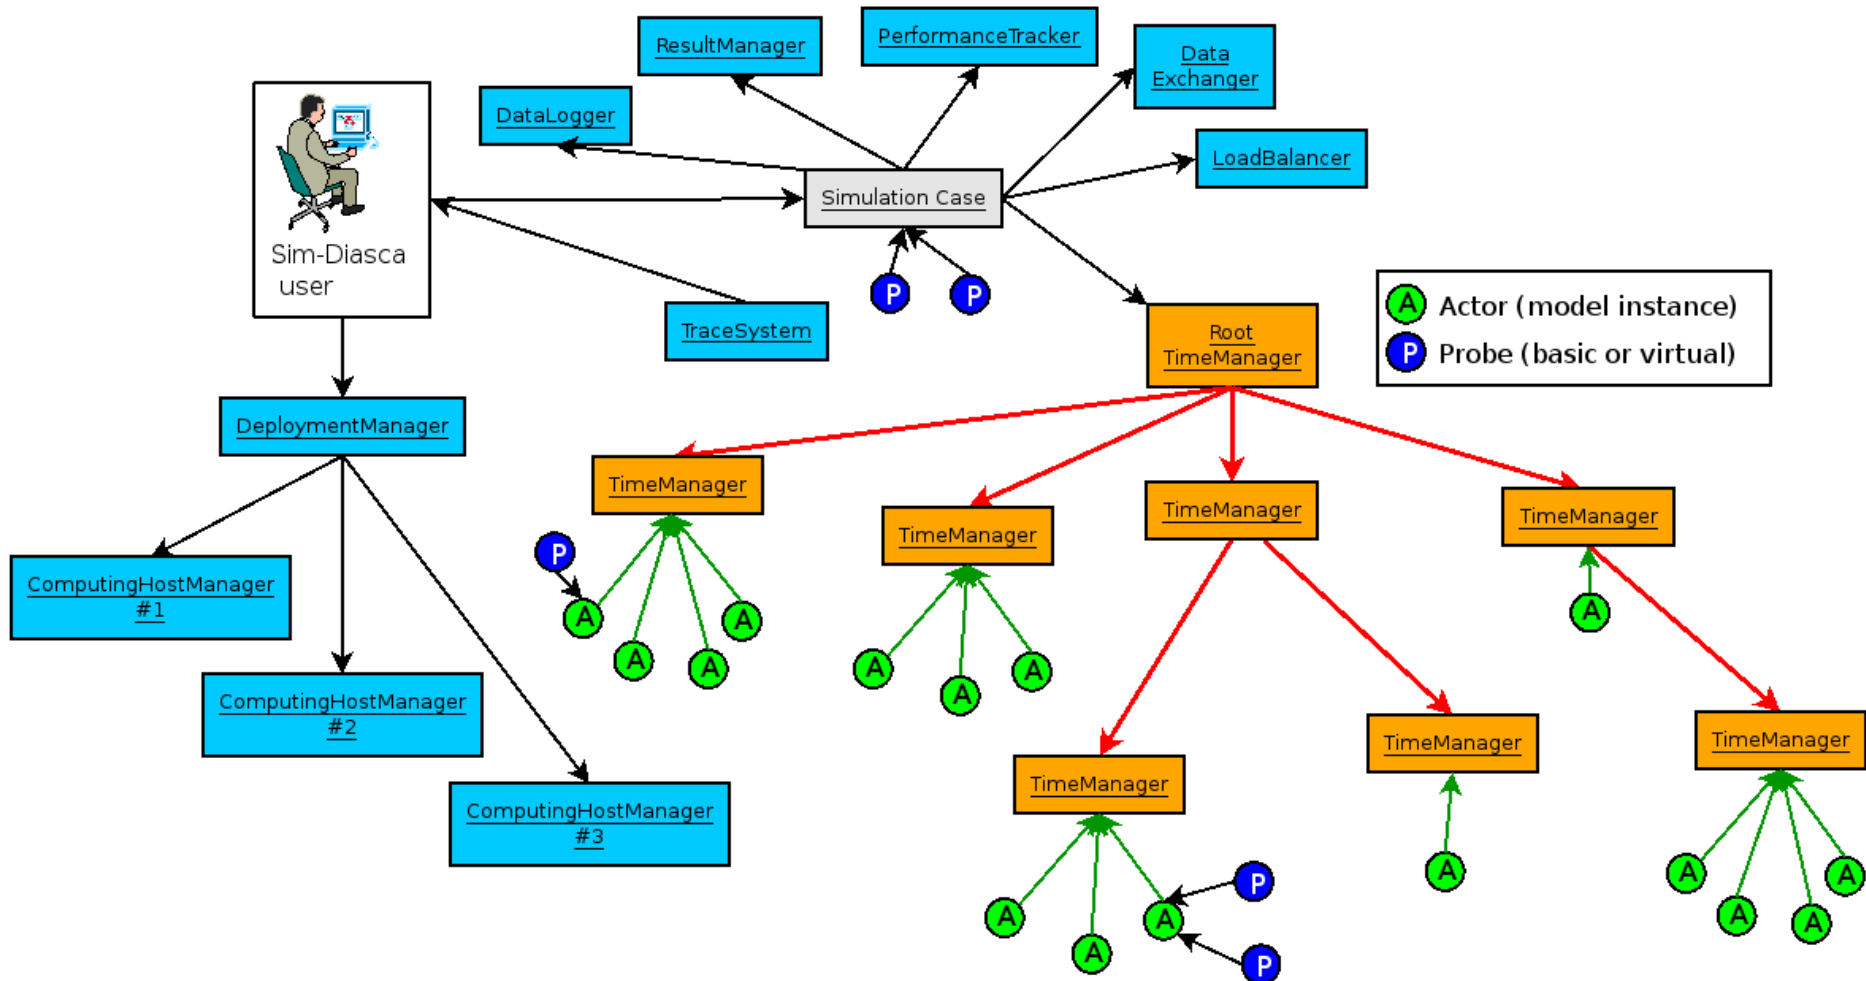 PerformanceTracker
ResultManager
Data
Exchanger
DataLogger
LoadBalancer
Simulation Case
Sim-Diasca
user
P
P
TraceSystem
Root
TimeManager
A Actor (model instance)
P Probe (basic or virtual)
DeploymentManager
TimeManager
TimeManager
TimeManager
TimeManager
P
ComputingHostManager
#1
A
A
A
A
A
A
A
A
ComputingHostManager
#2
TimeManager
TimeManager
TimeManager
ComputingHostManager
#3
A
A
A
P
P
A
A
A
A
A